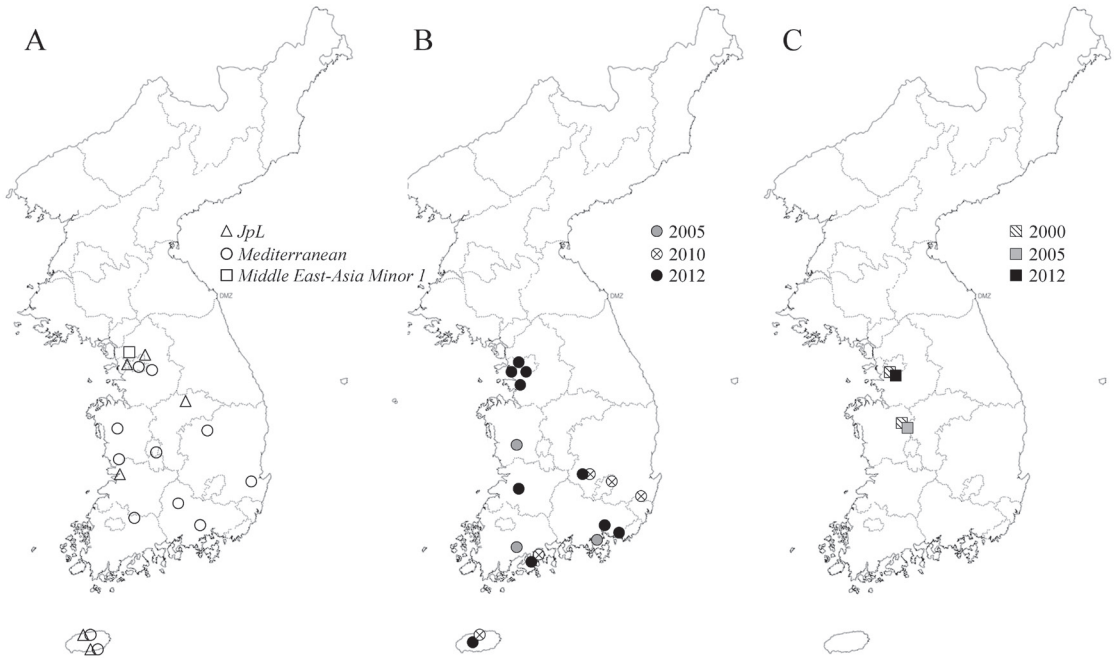 A
JpL
Mediterranean
Middle East-Asia Minor 1
DMZ
B
2005
2010
2012
DMZ
C
2000
2005
2012
DMZ